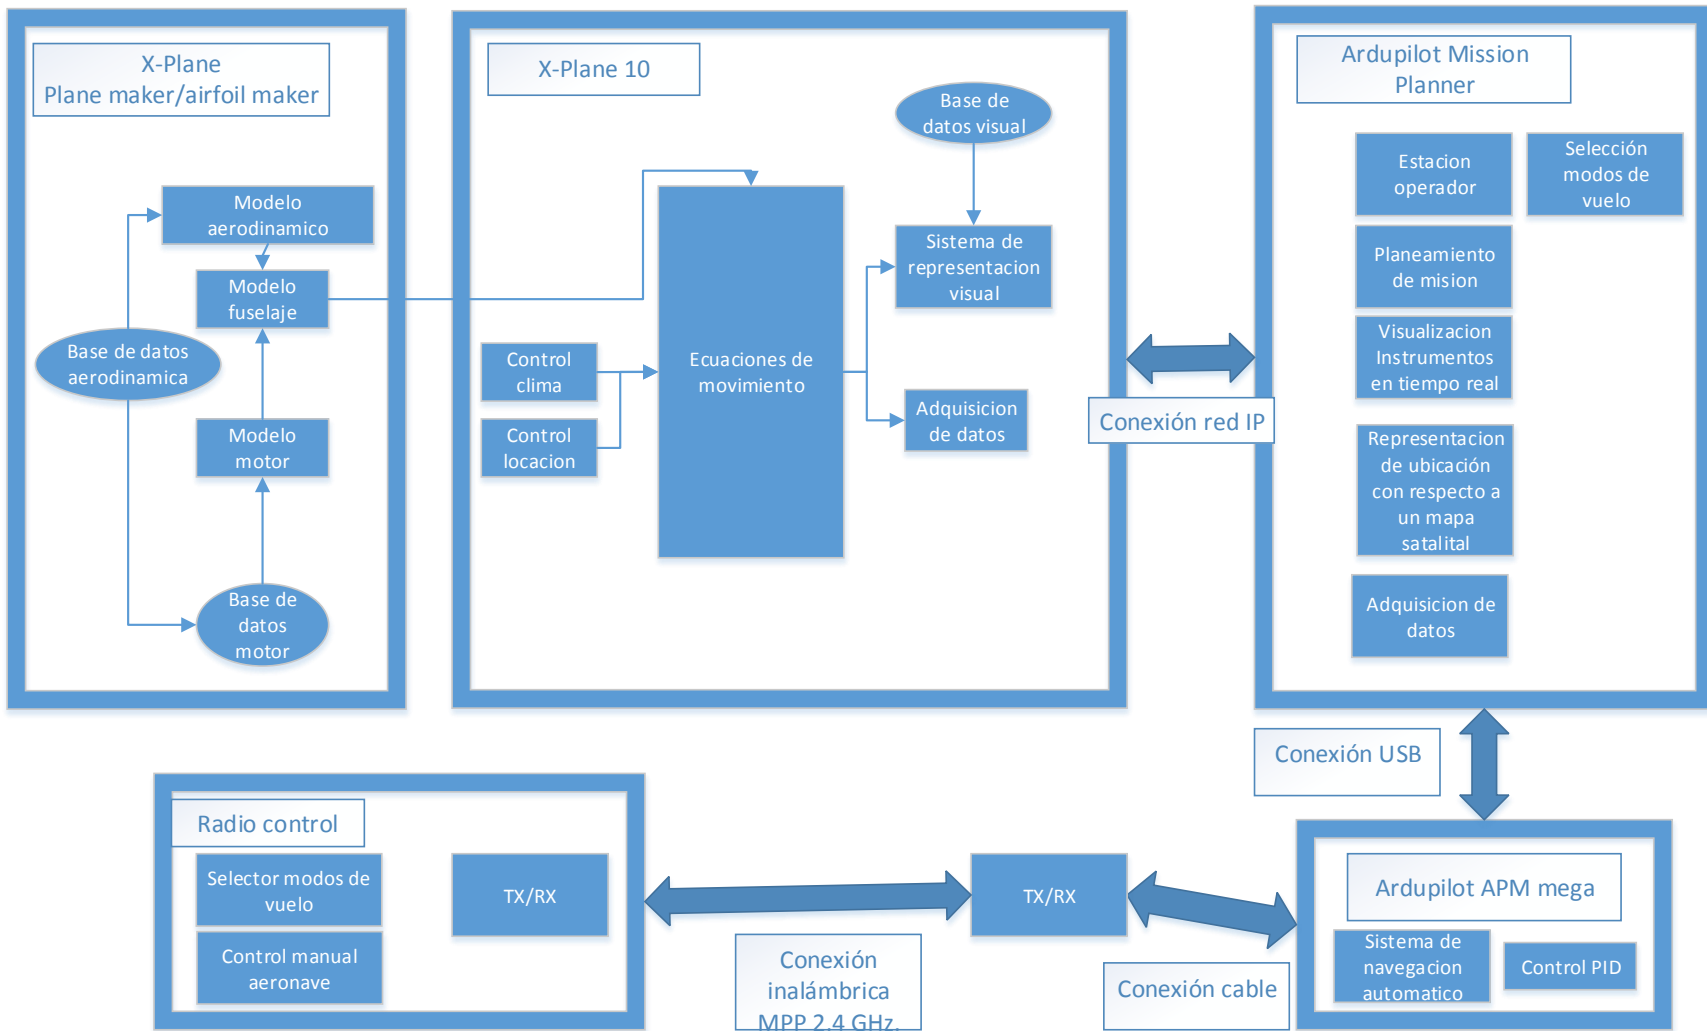 X-Plane
Plane maker/airfoil maker
Modelo
aerodinamico
Modelo
fuselaje
Base de datos
aerodinamica
Modelo
motor
Base de
datos
motor
X-Plane 10
Base de
datos visual
Sistema de
representacion
visual
Control
clima
Ecuaciones de
movimiento
Control
locacion
Adquisicion
de datos
Conexión red IP
Ardupilot Mission
Planner
Estacion
operador
Selección
modos de
vuelo
Planeamiento
de mision
Visualizacion
Instrumentos
en tiempo real
Representacion
de ubicación
con respecto a
un mapa
satalital
Adquisicion de
datos
Conexión USB
Radio control
Selector modos de
vuelo
Control manual
aeronave
TX/RX
Conexión
inalámbrica
MPP 2.4 GHz.
TX/RX
Conexión cable
Ardupilot APM mega
Sistema de
navegacion
automatico
Control PID